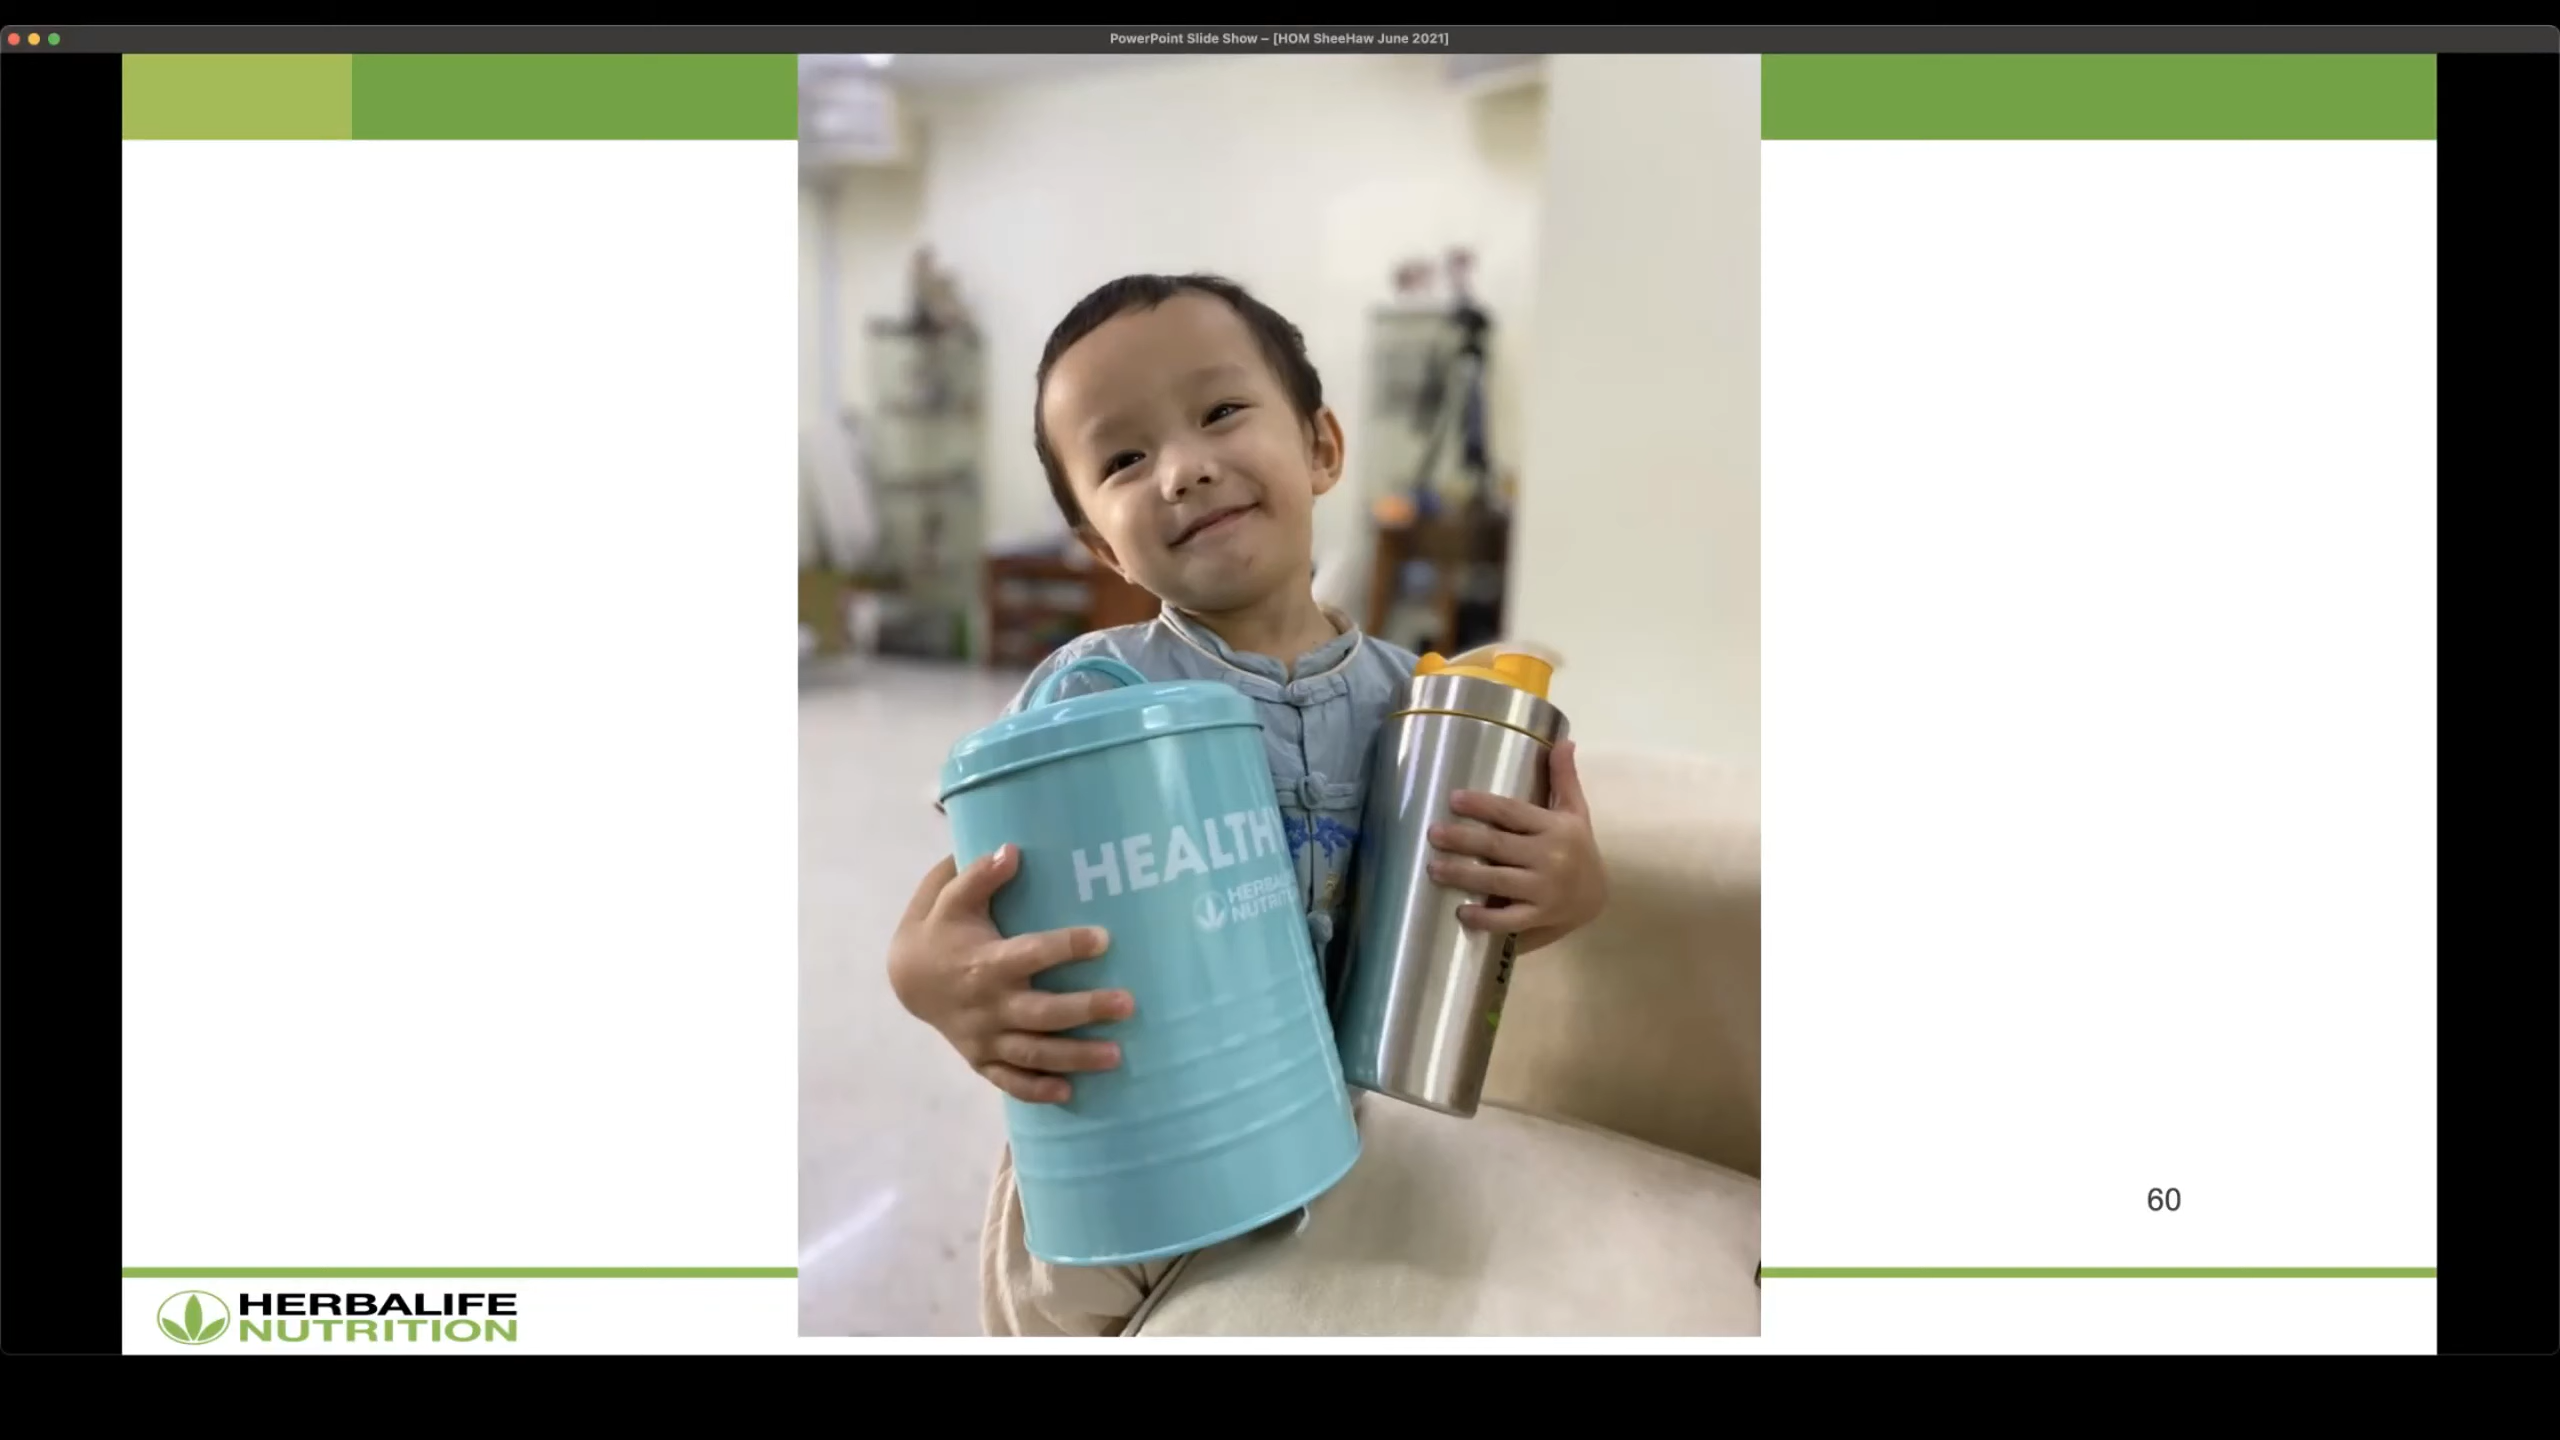 PowerPoint Slide Show – [HOM SheeHaw June 2021]
HEALTHY
HERBALIFE
NUTRITION
60
HERBALIFE
NUTRITION